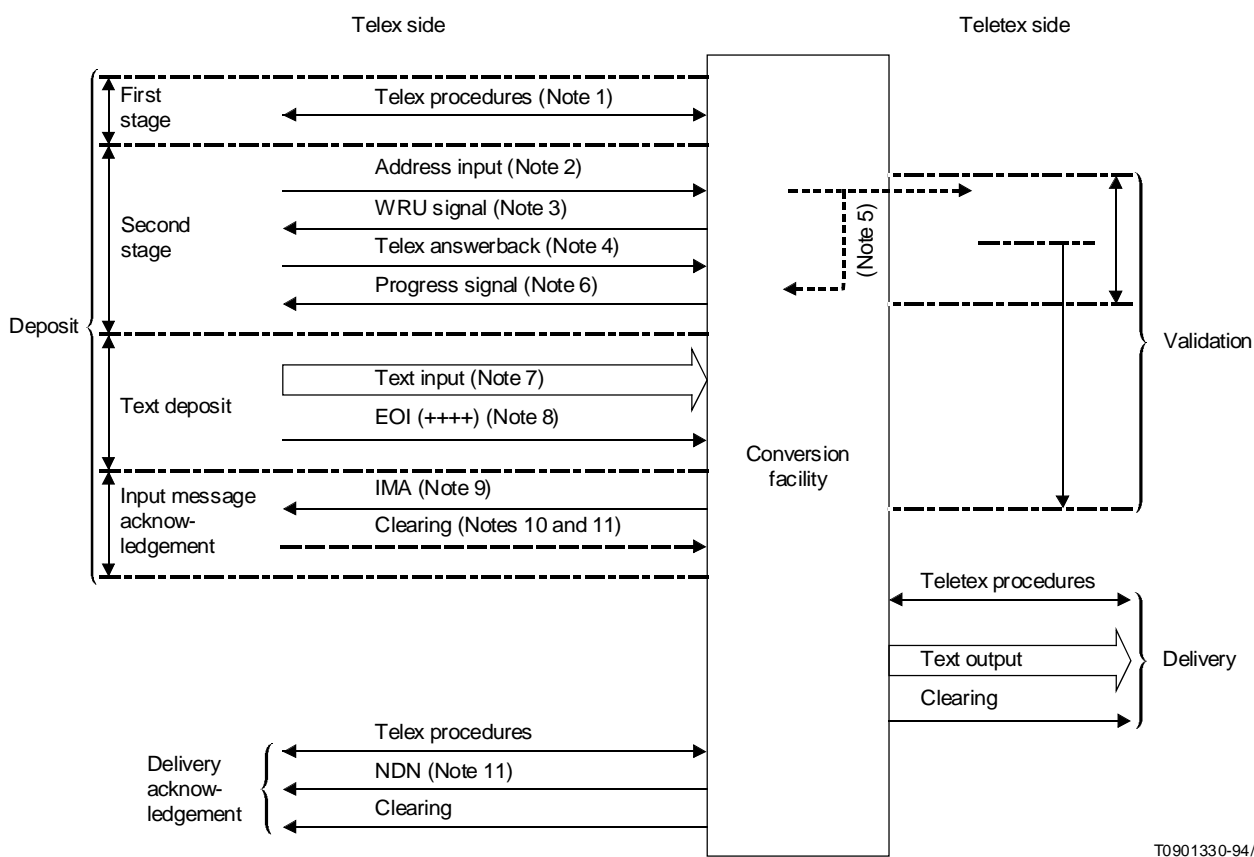 Telex side
Teletex side
First
stage
Telex procedures (Note 1)
Second
stage
Address input (Note 2)
WRU signal (Note 3)
Telex answerback (Note 4)
Progress signal (Note 6)
(Note 5)
Deposit
Validation
Text deposit
Text input (Note 7)
EOI (++++) (Note 8)
Conversion
facility
Input message
acknow-
ledgement
IMA (Note 9)
Clearing (Notes 10 and 11)
Teletex procedures
Text output
Clearing
Delivery
Delivery
acknow-
ledgement
Telex procedures
NDN (Note 11)
Clearing
T0901330-94/